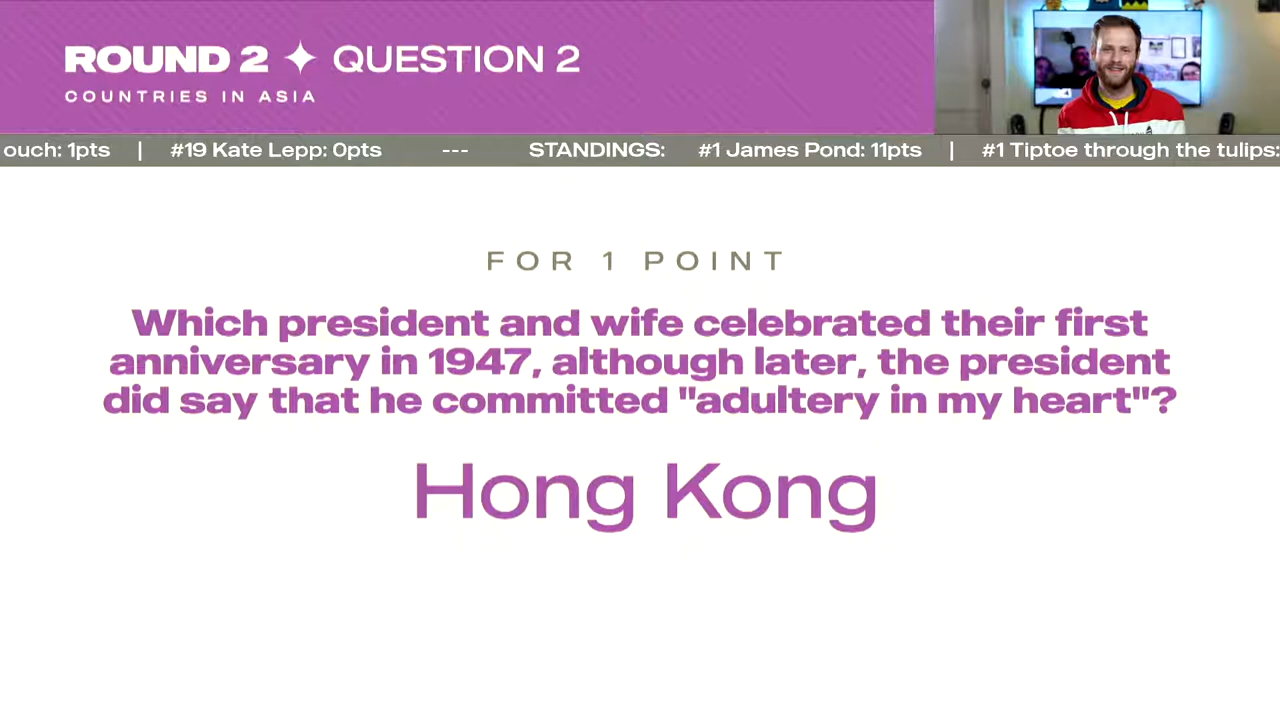 ROUND 2 ✦ QUESTION 2
COUNTRIES IN ASIA
ouch: 1pts | #19 Kate Lepp: 0pts --- STANDINGS: #1 James Pond: 11pts | #1 Tiptoe through the tulips:
FOR 1 POINT
Which president and wife celebrated their first
anniversary in 1947, although later, the president
did say that he committed "adultery in my heart"?
Hong Kong